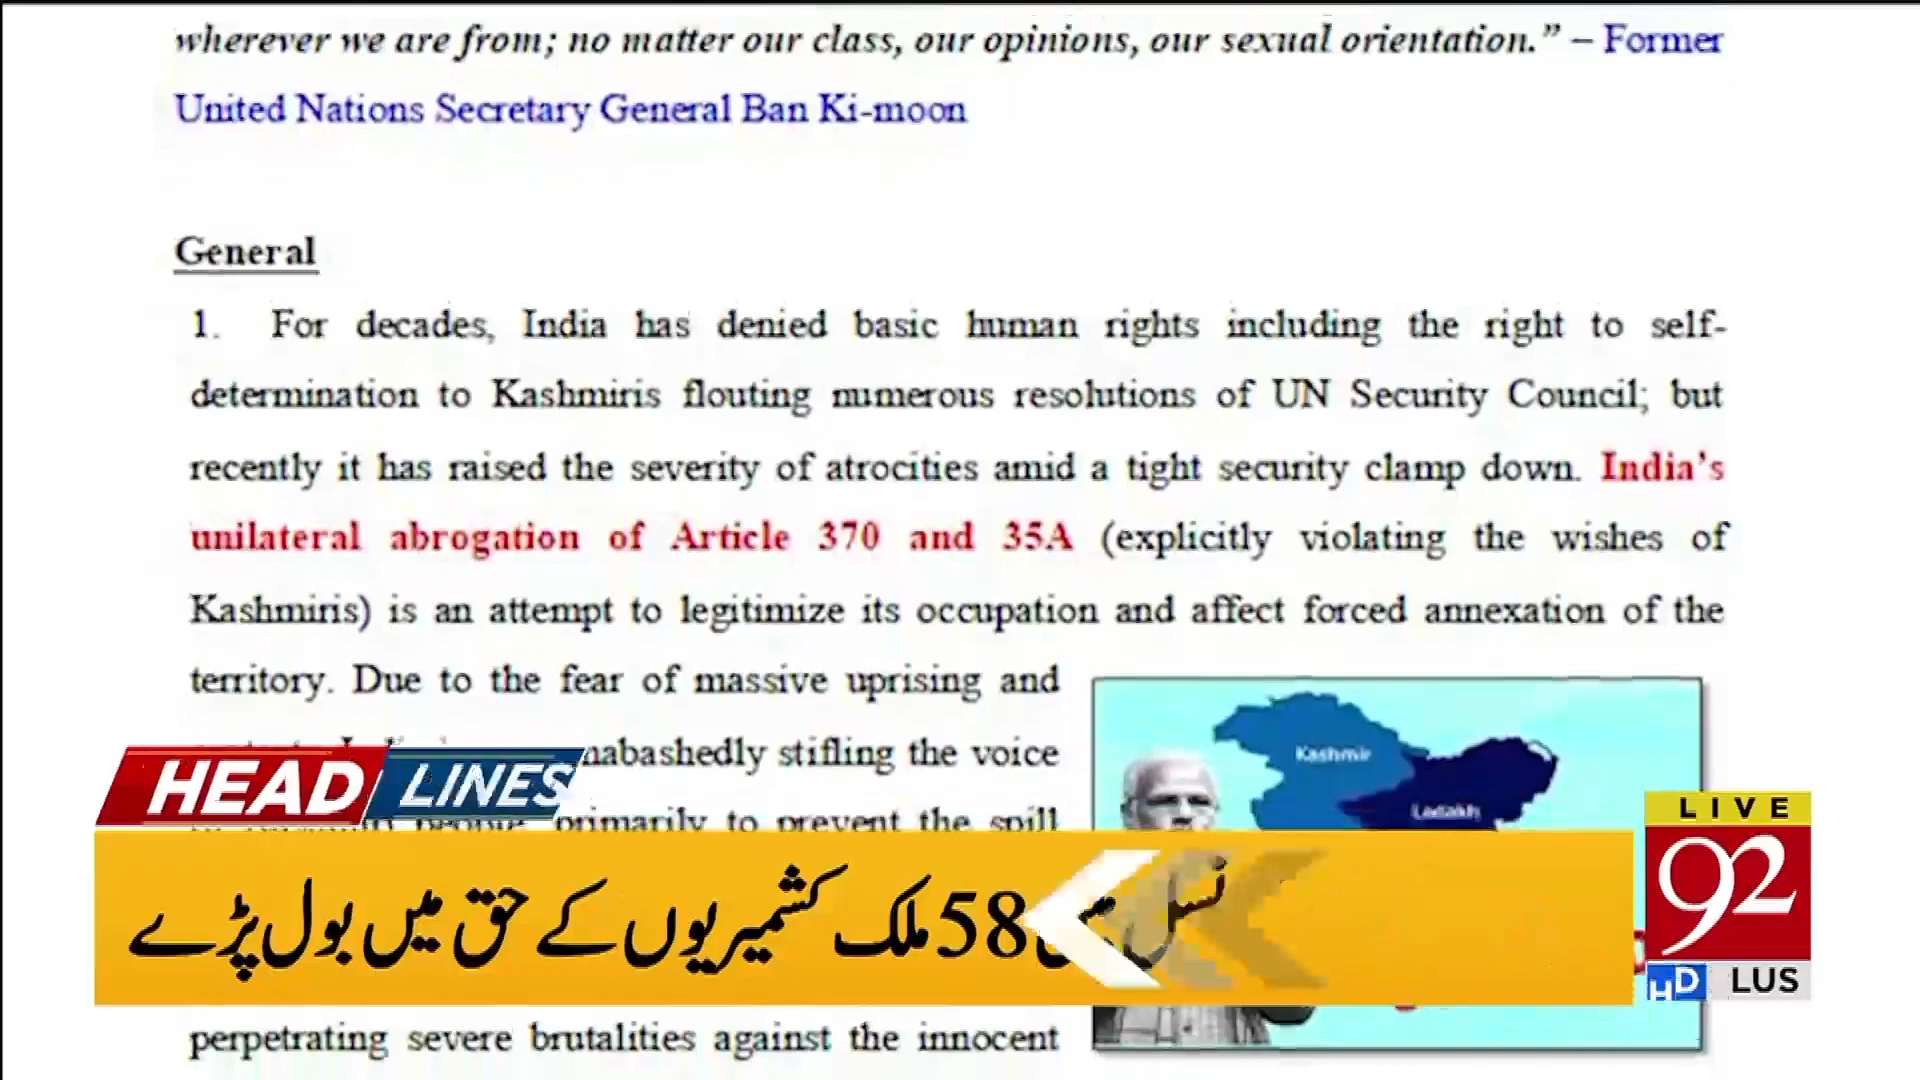 wherever we are from; no matter our class, our opinions, our sexual orientation.” – Former
United Nations Secretary General Ban Ki-moon
General
1. For decades, India has denied basic human rights including the right to self-
determination to Kashmiris flouting numerous resolutions of UN Security Council; but
recently it has raised the severity of atrocities amid a tight security clamp down. India’s
unilateral abrogation of Article 370 and 35A (explicitly violating the wishes of
Kashmiris) is an attempt to legitimize its occupation and affect forced annexation of the
territory. Due to the fear of massive uprising and
stifling the voice
people primarily to prevent the spill
perpetrating severe brutalities against the innocent
Kashmir
Ladakh
HEADLINES
58 ملک کشمیریوں کے حق میں بول پڑے
LIVE
92
HD LUS